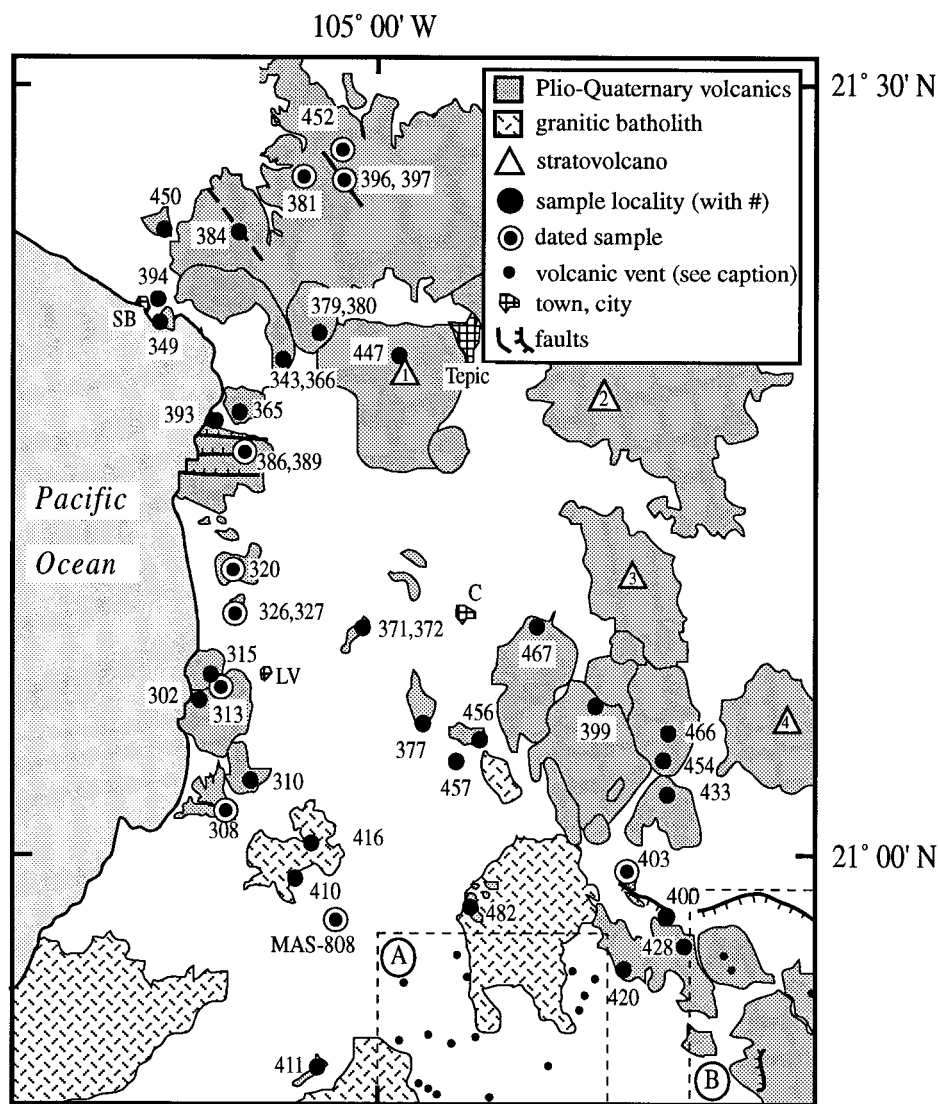 105° 00' W
21° 30' N
Plio-Quaternary volcanics
granitic batholith
stratovolcano
sample locality (with #)
dated sample
volcanic vent (see caption)
town, city
faults
452
396, 397
381
450
384
394
SB
349
379,380
447
1
Tepic
343,366
2
365
393
386,389
Pacific
Ocean
3
320
C
326,327
371,372
467
315
LV
302
313
399
4
456
466
377
454
457
310
433
308
416
403
21° 00' N
410
400
482
MAS-808
428
A
420
411
B